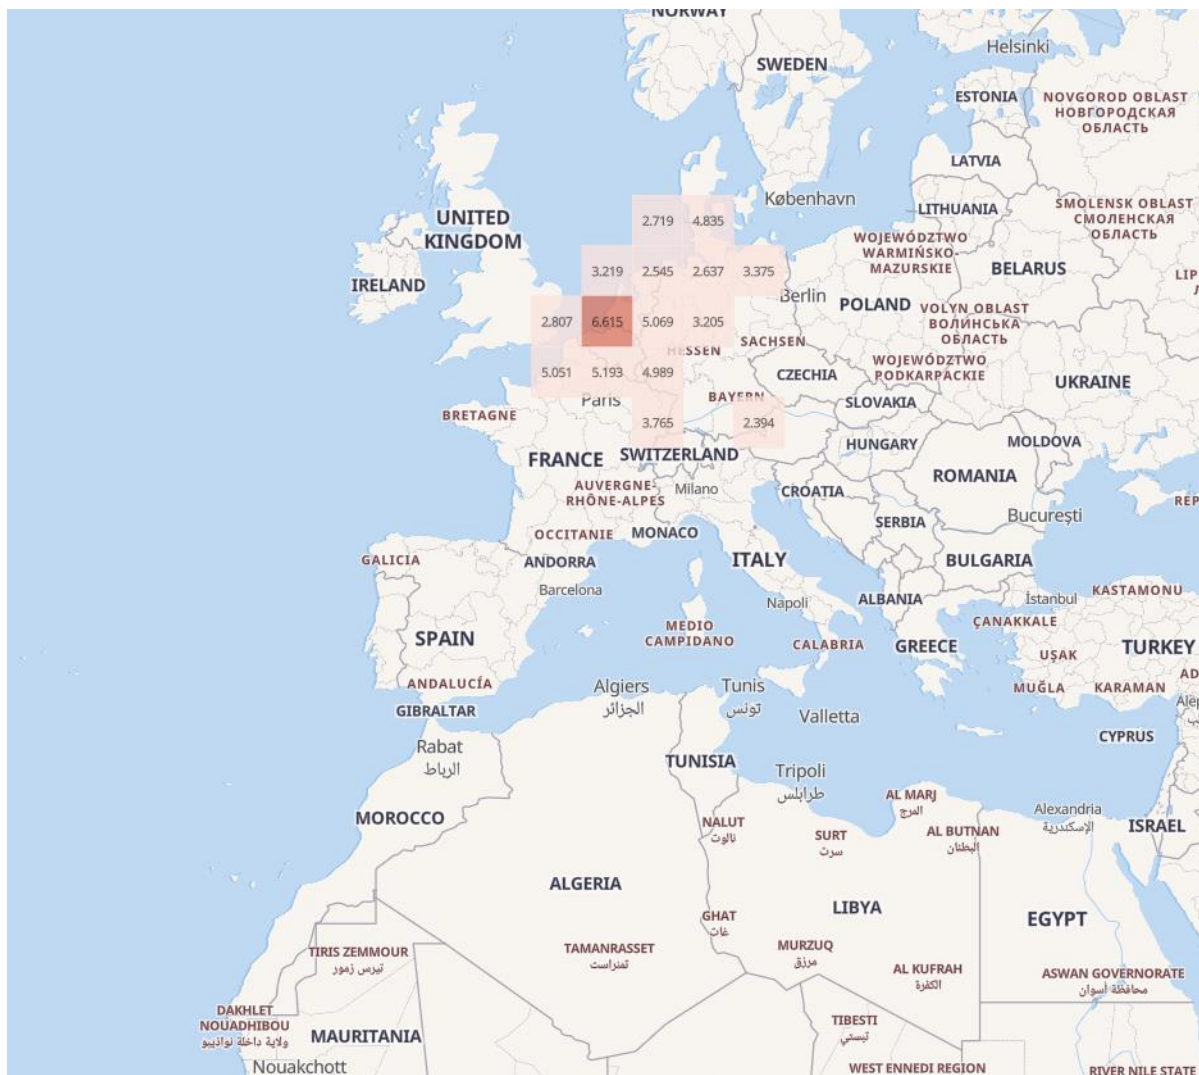 NORWAY
Helsinki
SWEDEN
ESTONIA
NOVGOROD OBLAST
НОВГОРОДСКАЯ
ОБЛАСТЬ
LATVIA
København
LITHUANIA
SMOLENSK OBLAST
СМОЛЕНСКАЯ
ОБЛАСТЬ
UNITED
KINGDOM
2.719
4.835
WOJEWÓDZTWO
WARMIŃSKO-
MAZURSKIE
IRELAND
3.219
2.545
2.637
3.375
BELARUS
Berlin
POLAND
VOLYN OBLAST
ВОЛИНСЬКА
ОБЛАСТЬ
2.807
6.615
5.069
3.205
HESSEN
SACHSEN
5.051
5.193
4.989
CZECHIA
WOJEWÓDZTWO
PODKARPACKIE
UKRAINE
Paris
BAYERN
SLOVAKIA
BRETAGNE
3.765
2.394
HUNGARY
MOLDOVA
FRANCE
SWITZERLAND
ROMANIA
AUVERGNE-
RHÔNE-ALPES
Milano
CROATIA
București
SERBIA
OCCITANIE
MONACO
GALICIA
ANDORRA
ITALY
BULGARIA
Barcelona
Napoli
ALBANIA
İstanbul
KASTAMONU
MEDIO
CAMPIDANO
ÇANAKKALE
SPAIN
CALABRIA
GREECE
TURKEY
UŞAK
ANDALUCÍA
Algiers
الجزائر
Tunis
تونس
MUĞLA
KARAMAN
GIBRALTAR
Valletta
CYPRUS
Rabat
الرباط
TUNISIA
Tripoli
طرابلس
MOROCCO
AL MARJ
المرج
Alexandria
الإسكندرية
NALUT
نالوت
SURT
سرت
AL BUTNAN
البطنان
ISRAEL
ALGERIA
LIBYA
EGYPT
GHAT
غات
TIRIS ZEMMOUR
تيرس زمور
TAMANRASSET
تمنراست
MURZUQ
مرزق
AL KUFRAH
الكفرة
ASWAN GOVERNORATE
محافظة أسوان
DAKHLET
NOUADHIBOU
ولاية داخلة نواذيبو
MAURITANIA
TIBESTI
تيبستي
Nouakchott
WEST ENNEDI REGION
RIVER NILE STATE